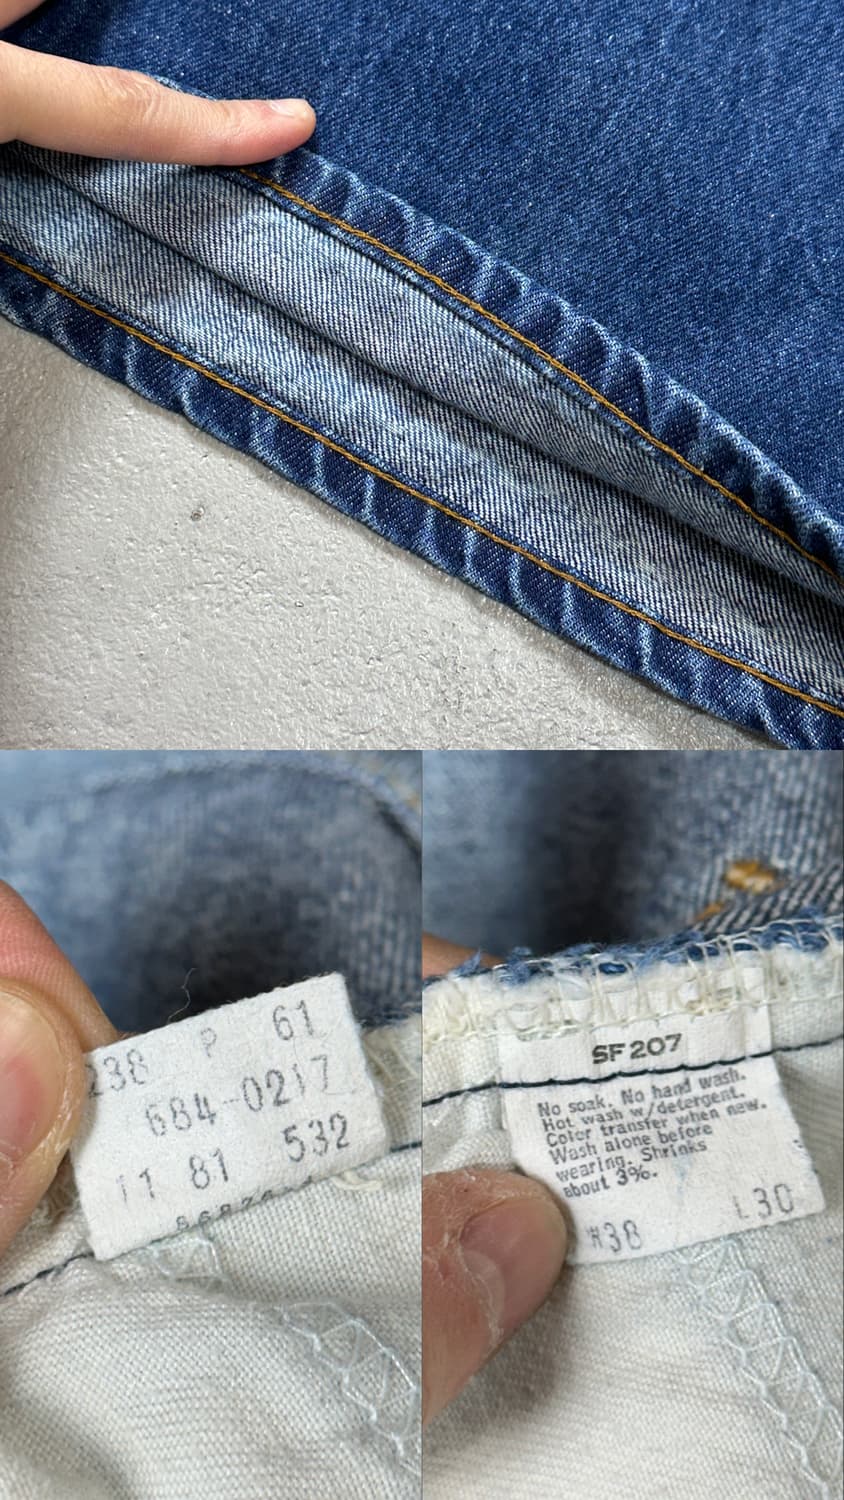 238 P 61
684-0217
11 81 532
SF 207
No soak. No hand wash.
Hot wash w/detergent.
Color transfer when new.
Wash alone before
wearing. Shrinks
about 3%.
W38 L30